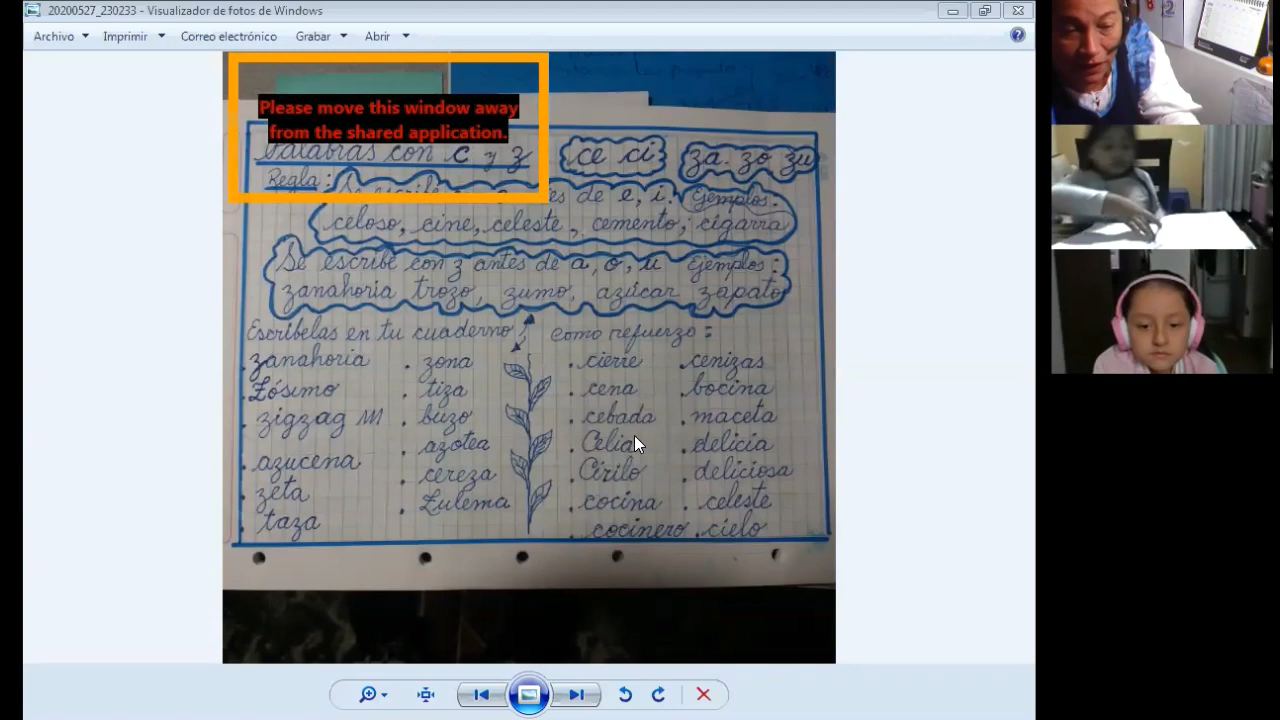 20200527_230233 - Visualizador de fotos de Windows
Archivo Imprimir Correo electrónico Grabar Abrir
Please move this window away
from the shared application.
Palabras con c y z ce ci za zo zu
Regla: Se escribe antes de e, i. Ejemplos:
celoso, cine, celeste, cemento, cigarra
Se escribe con z antes de a, o, u Ejemplos:
zanahoria trozo, zumo, azúcar zapato
Escríbelas en tu cuaderno, como refuerzo:
.zanahoria . zona . cierre .cenizas
.Zósimo . tiza . cena .bocina
zigzag . buzo . cebada .maceta
. azucena . azotea . Celia .delicia
. zeta . cereza . Cirilo .deliciosa
. taza . Zulema . cocina . celeste
. cocinero .cielo